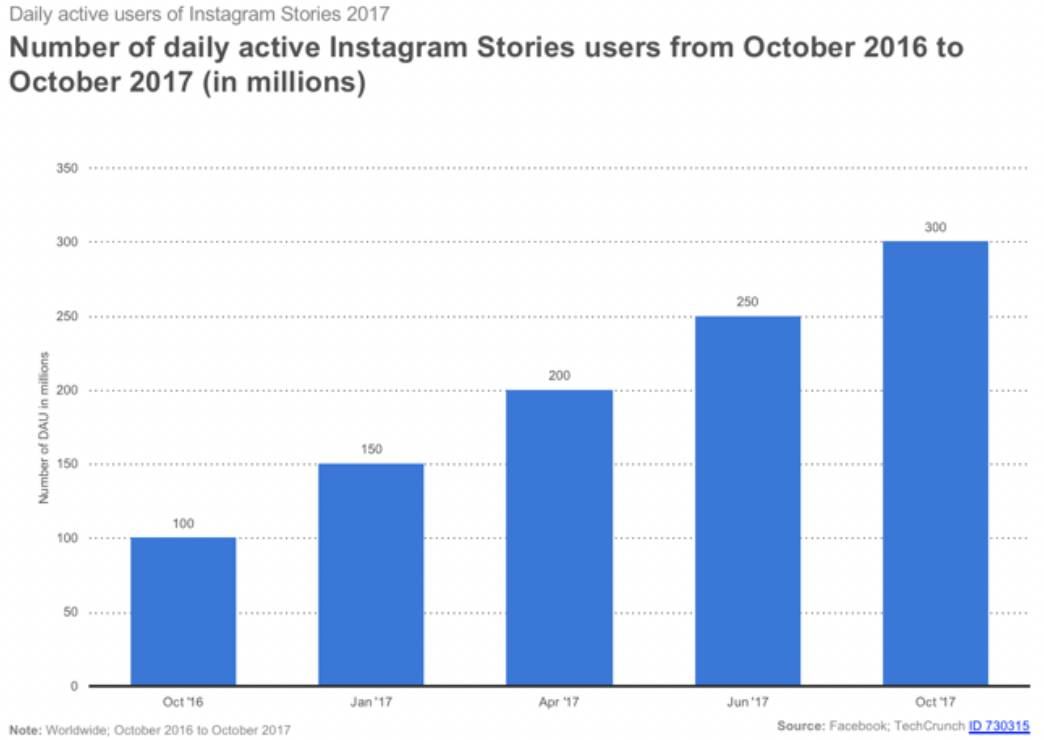 Daily active users of Instagram Stories 2017
Number of daily active Instagram Stories users from October 2016 to
October 2017 (in millions)
350
300
250
200
150
100
50
0
Number of DAU in millions
100
150
200
250
300
Oct '16
Jan '17
Apr '17
Jun '17
Oct '17
Note: Worldwide; October 2016 to October 2017
Source: Facebook; TechCrunch ID 730315